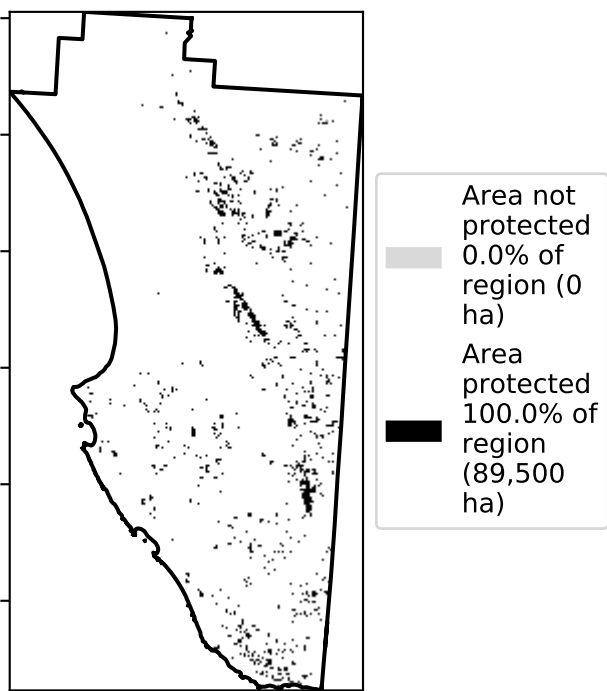 Area not
protected
0.0% of
region (0
ha)
Area
protected
100.0% of
region
(89,500
ha)